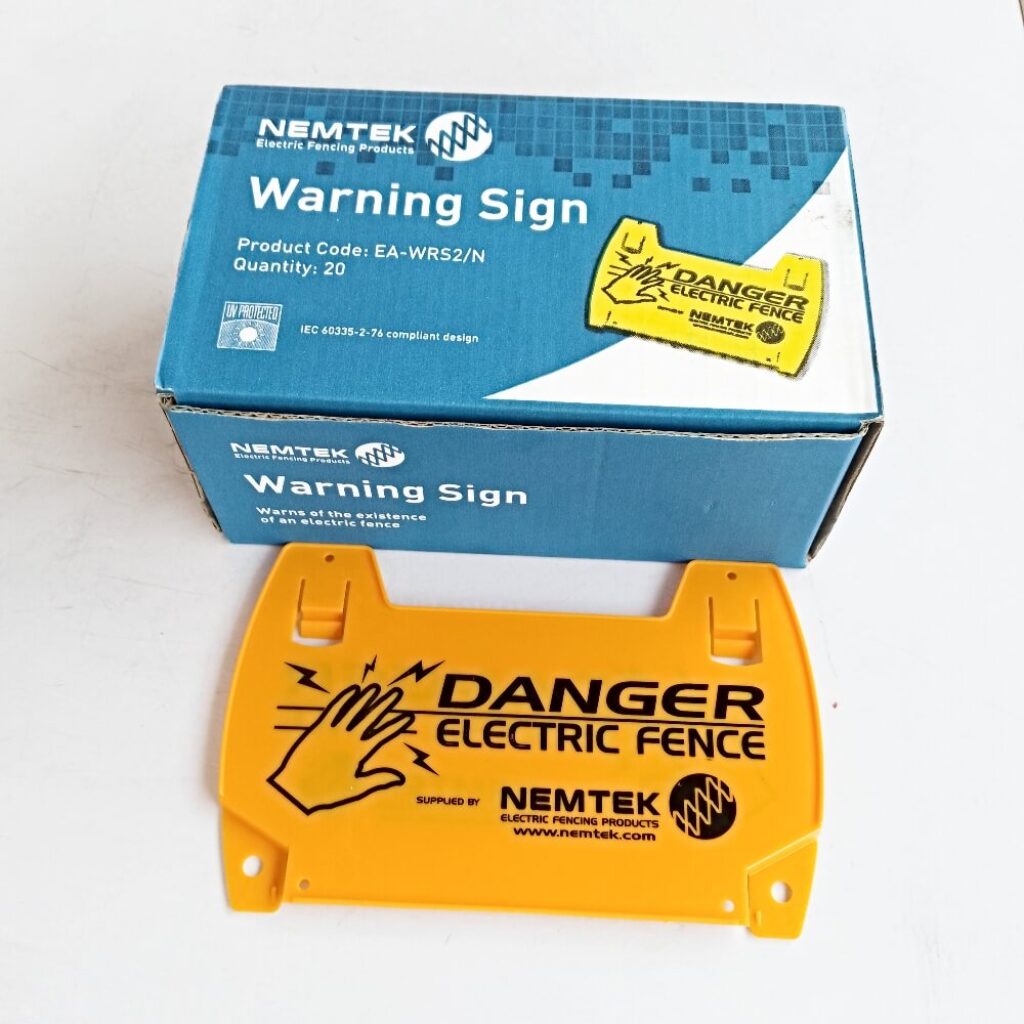 NEMTEK
Electric Fencing Products
Warning Sign
Product Code: EA-WRS2/N
Quantity: 20
UV PROTECTED
IEC 60335-2-76 compliant design
DANGER
ELECTRIC FENCE
NEMTEK
NEMTEK
Electric Fencing Products
Warning Sign
Warns of the existence
of an electric fence
DANGER
ELECTRIC FENCE
SUPPLIED BY NEMTEK
ELECTRIC FENCING PRODUCTS
www.nemtek.com